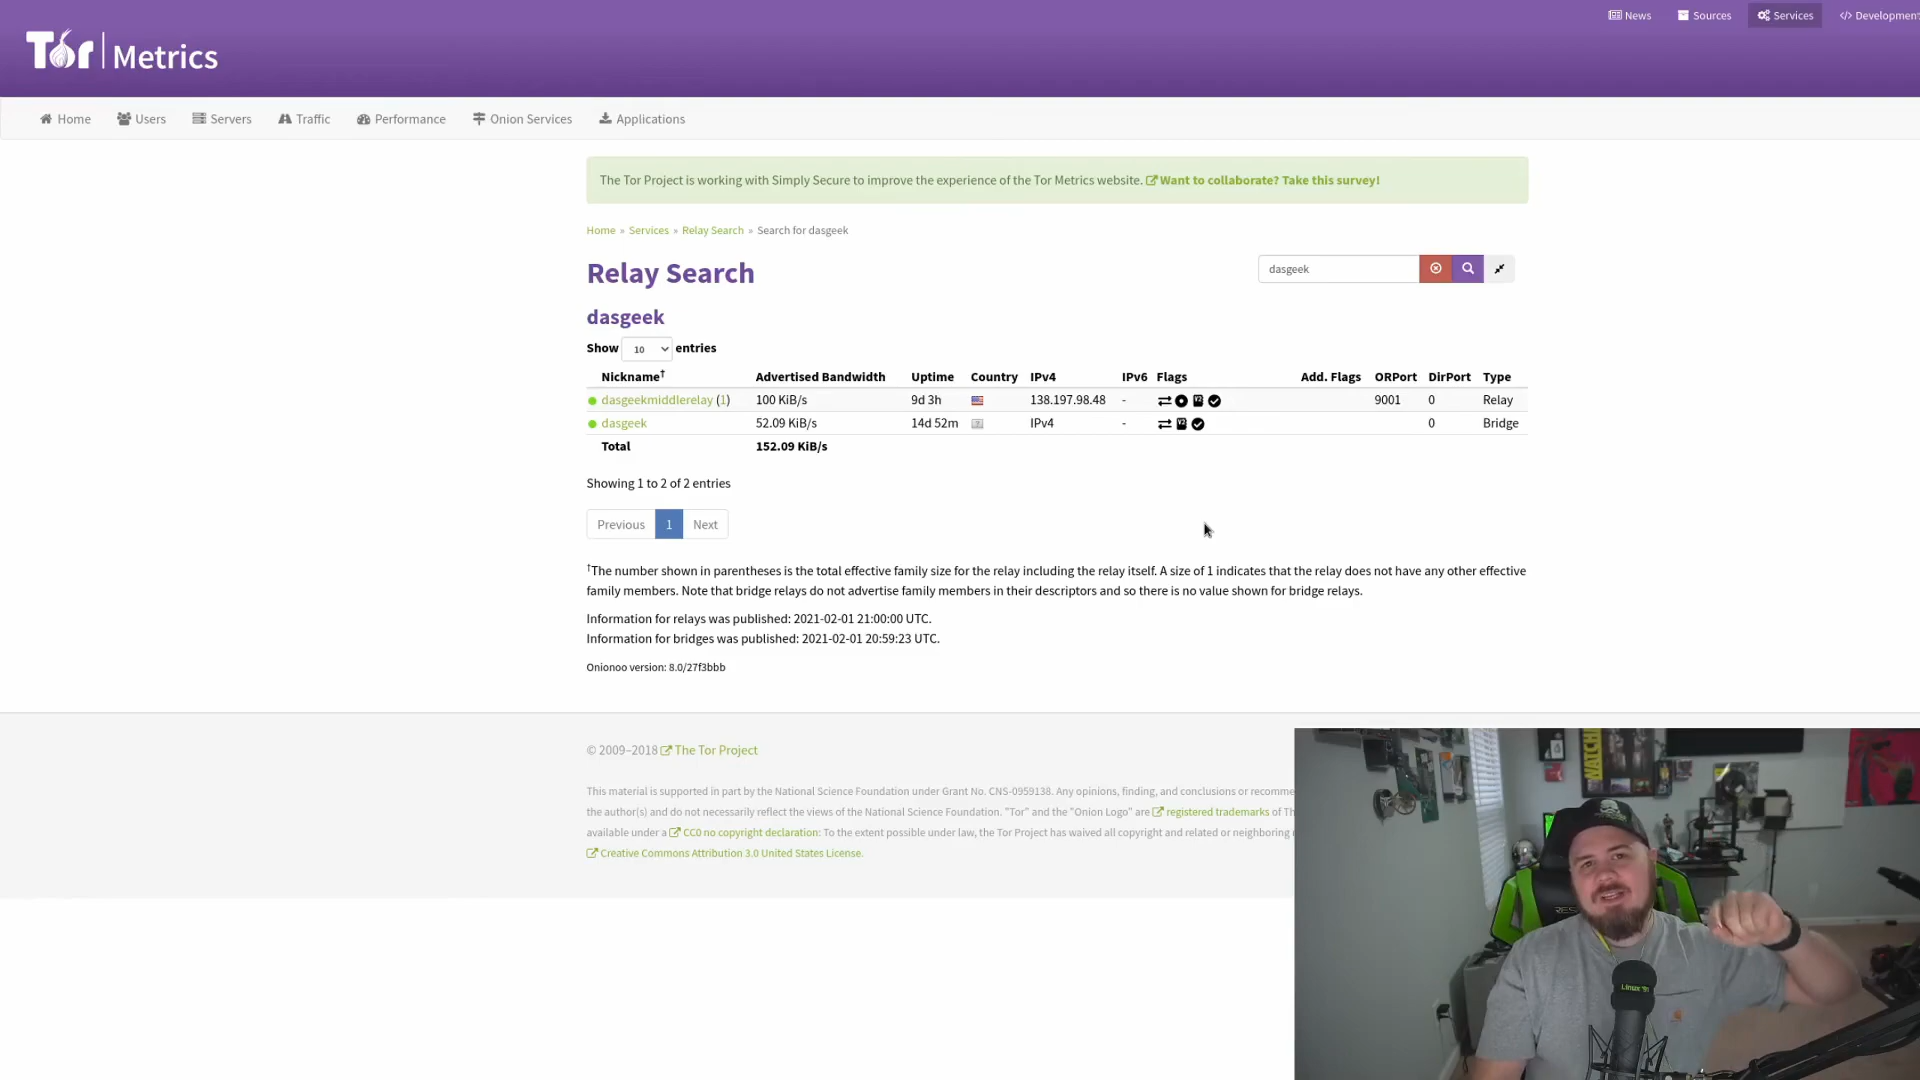 News
Sources
Services
</> Development
Tor | Metrics
Home
Users
Servers
Traffic
Performance
Onion Services
Applications
The Tor Project is working with Simply Secure to improve the experience of the Tor Metrics website. Want to collaborate? Take this survey!
Home » Services » Relay Search » Search for dasgeek
Relay Search
dasgeek
dasgeek
Show 10 entries
Nickname† Advertised Bandwidth Uptime Country IPv4 IPv6 Flags Add. Flags ORPort DirPort Type
dasgeekmiddlerelay (1) 100 KiB/s 9d 3h 138.197.98.48 - V2 9001 0 Relay
dasgeek 52.09 KiB/s 14d 52m IPv4 - V2 0 Bridge
Total 152.09 KiB/s
Showing 1 to 2 of 2 entries
Previous 1 Next
†The number shown in parentheses is the total effective family size for the relay including the relay itself. A size of 1 indicates that the relay does not have any other effective
family members. Note that bridge relays do not advertise family members in their descriptors and so there is no value shown for bridge relays.
Information for relays was published: 2021-02-01 21:00:00 UTC.
Information for bridges was published: 2021-02-01 20:59:23 UTC.
Onionoo version: 8.0/27f3bbb
© 2009–2018 The Tor Project
This material is supported in part by the National Science Foundation under Grant No. CNS-0959138. Any opinions, finding, and conclusions or recomme
the author(s) and do not necessarily reflect the views of the National Science Foundation. "Tor" and the "Onion Logo" are registered trademarks of Th
available under a CC0 no copyright declaration: To the extent possible under law, the Tor Project has waived all copyright and related or neighboring
Creative Commons Attribution 3.0 United States License.
Linux '91